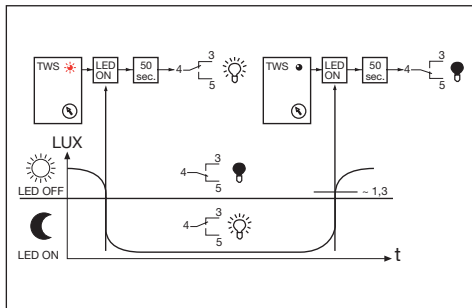 TWS LED ON 50 sec. 3 4 5
TWS LED ON 50 sec. 3 4 5
LUX
3 4 5
LED OFF
~ 1,3
3 4 5
LED ON
t